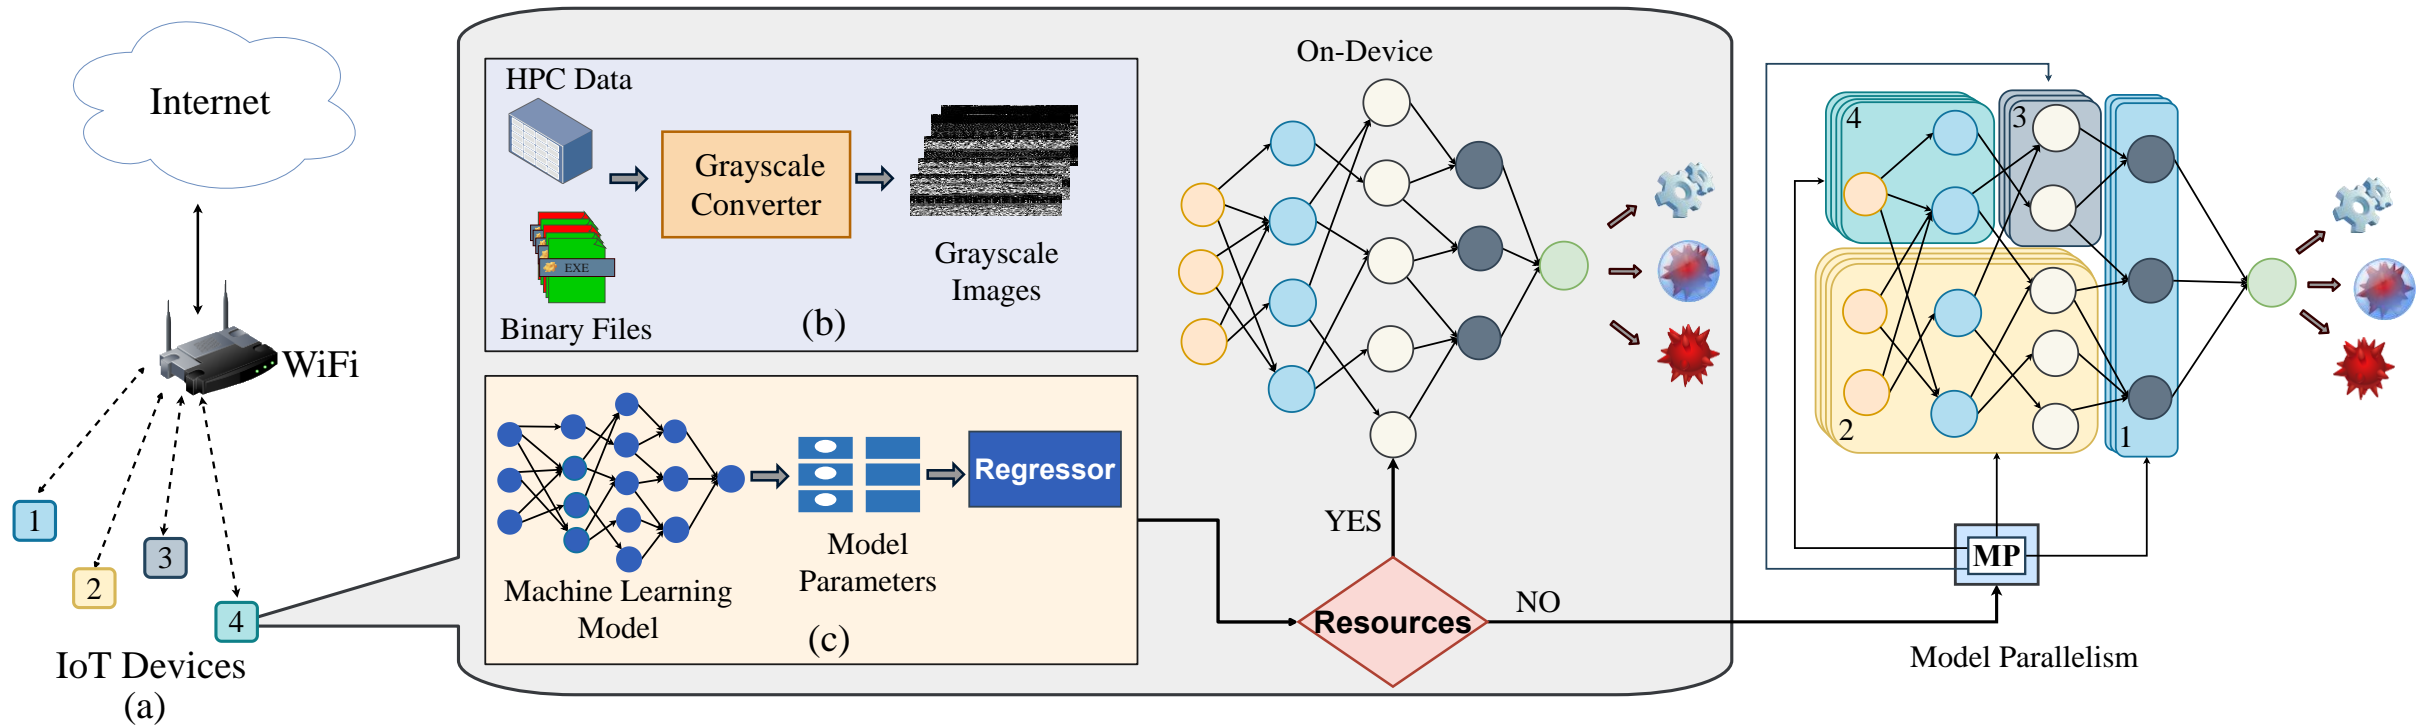 Internet
WiFi
1
2
3
4
IoT Devices
(a)
HPC Data
Grayscale
Converter
EXE
Binary Files
Grayscale
Images
(b)
Machine Learning
Model
Model
Parameters
Regressor
(c)
On-Device
YES
Resources
NO
4
3
2
1
MP
Model Parallelism